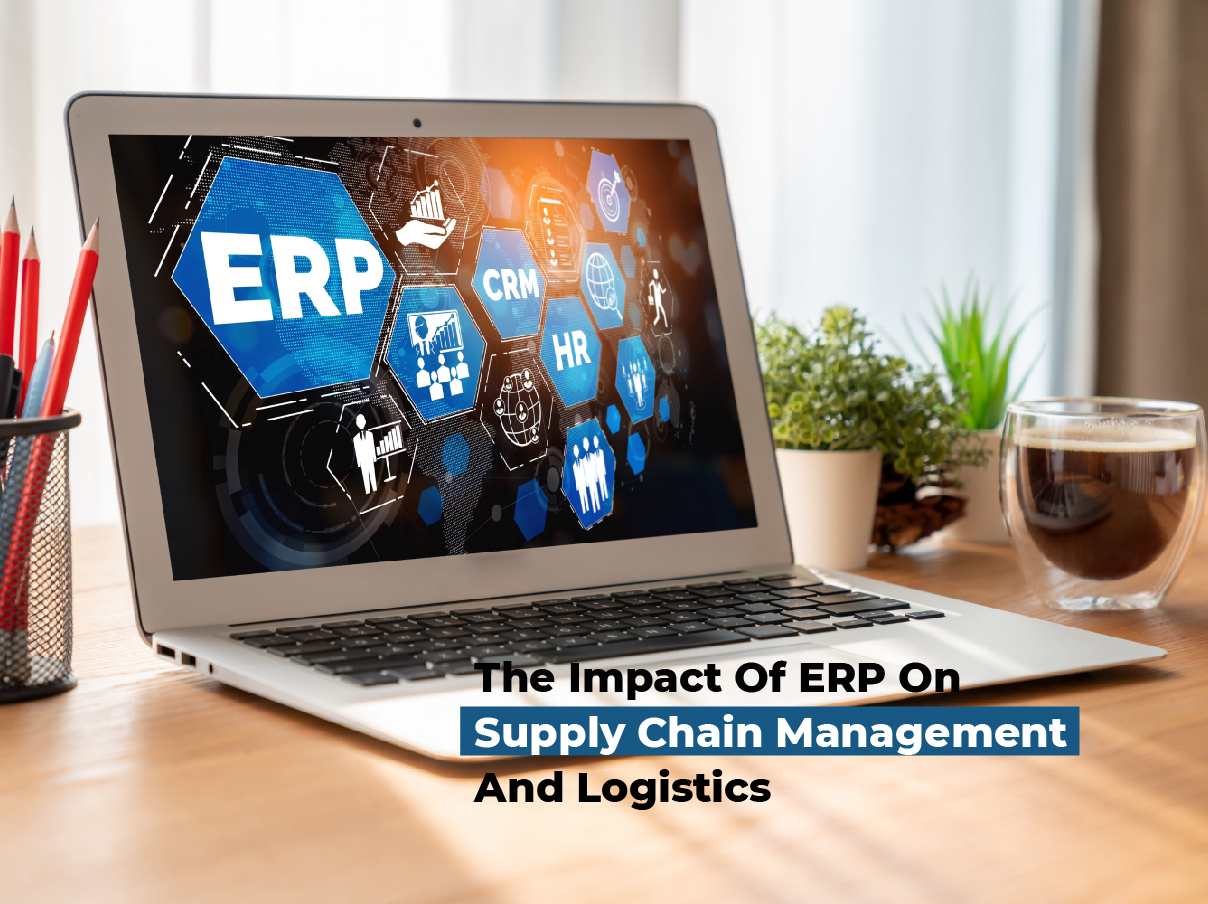 ERP
CRM
HR
The Impact Of ERP On
Supply Chain Management
And Logistics